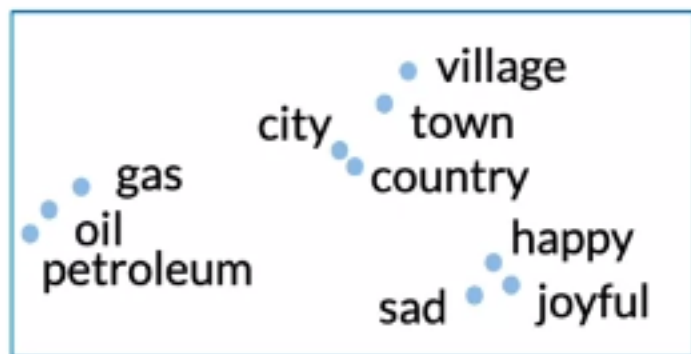 village
city
town
gas
country
oil
happy
petroleum
sad
joyful